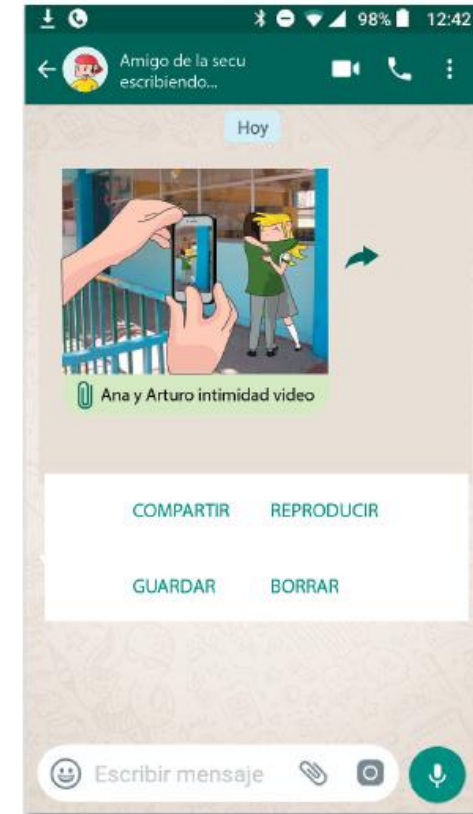 98% 12:42
Amigo de la secu
escribiendo...
Hoy
Ana y Arturo intimidad video
COMPARTIR REPRODUCIR
GUARDAR BORRAR
Escribir mensaje